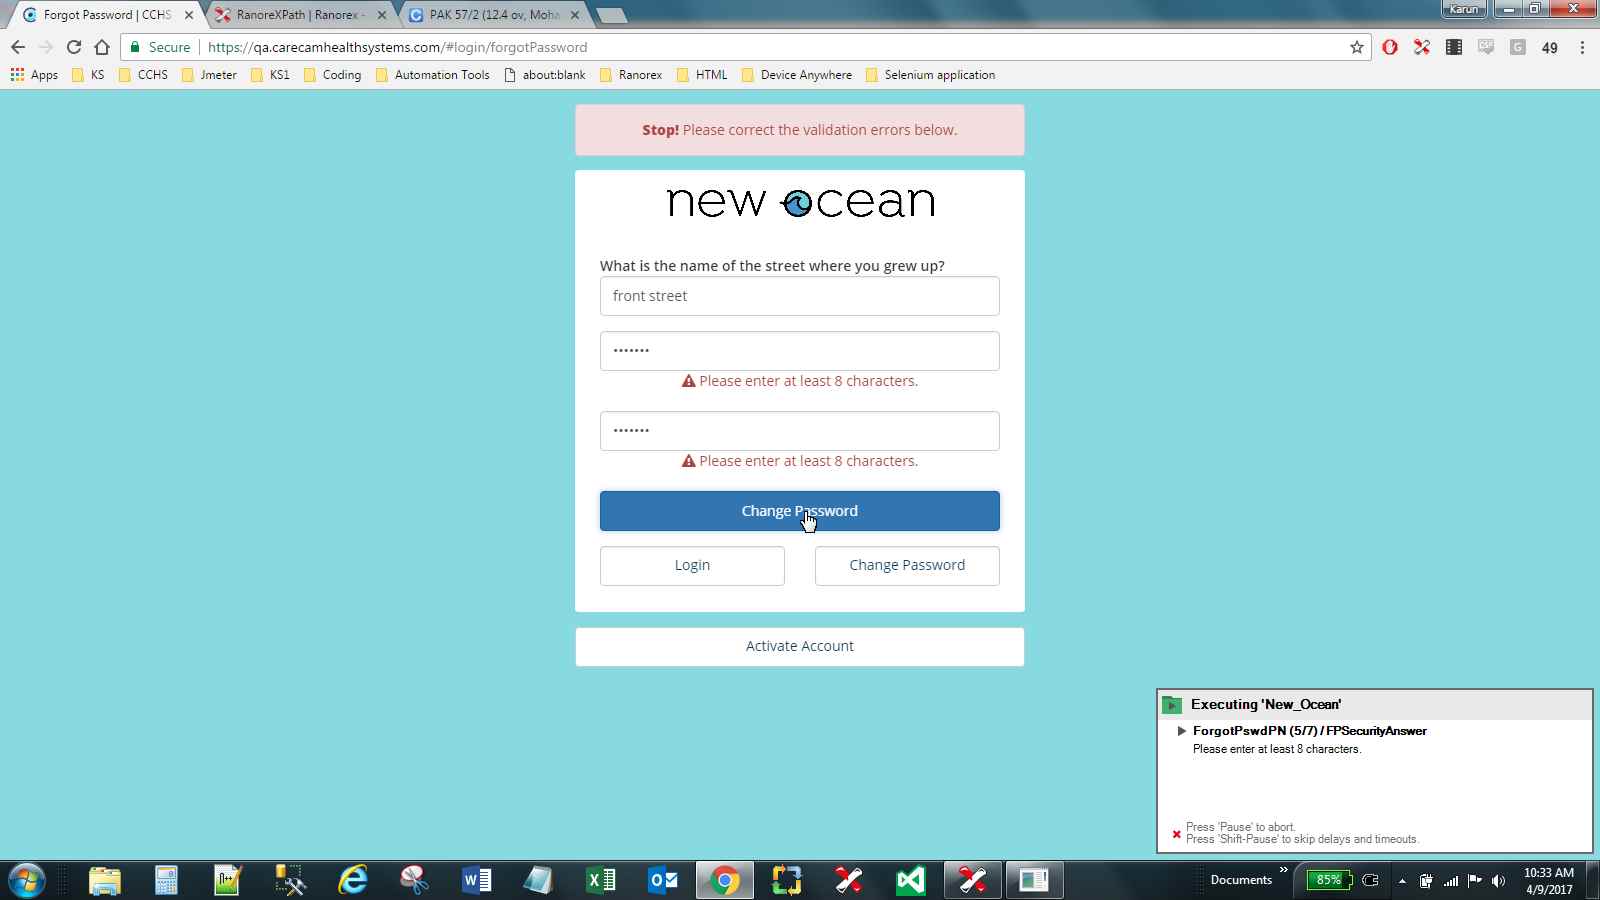 Forgot Password | CCHS
RanoreXPath | Ranorex -
PAK 57/2 (12.4 ov, Moha
Karun
Secure
https://qa.carecamhealthsystems.com/#login/forgotPassword
CSP
G
49
Apps
KS
CCHS
Jmeter
KS1
Coding
Automation Tools
about:blank
Ranorex
HTML
Device Anywhere
Selenium application
Stop! Please correct the validation errors below.
new ocean
What is the name of the street where you grew up?
front street
•••••••
Please enter at least 8 characters.
•••••••
Please enter at least 8 characters.
Change Password
Login
Change Password
Activate Account
Executing 'New_Ocean'
ForgotPswdPN (5/7) / FPSecurityAnswer
Please enter at least 8 characters.
Press 'Pause' to abort.
Press 'Shift-Pause' to skip delays and timeouts.
Documents
85%
10:33 AM
4/9/2017